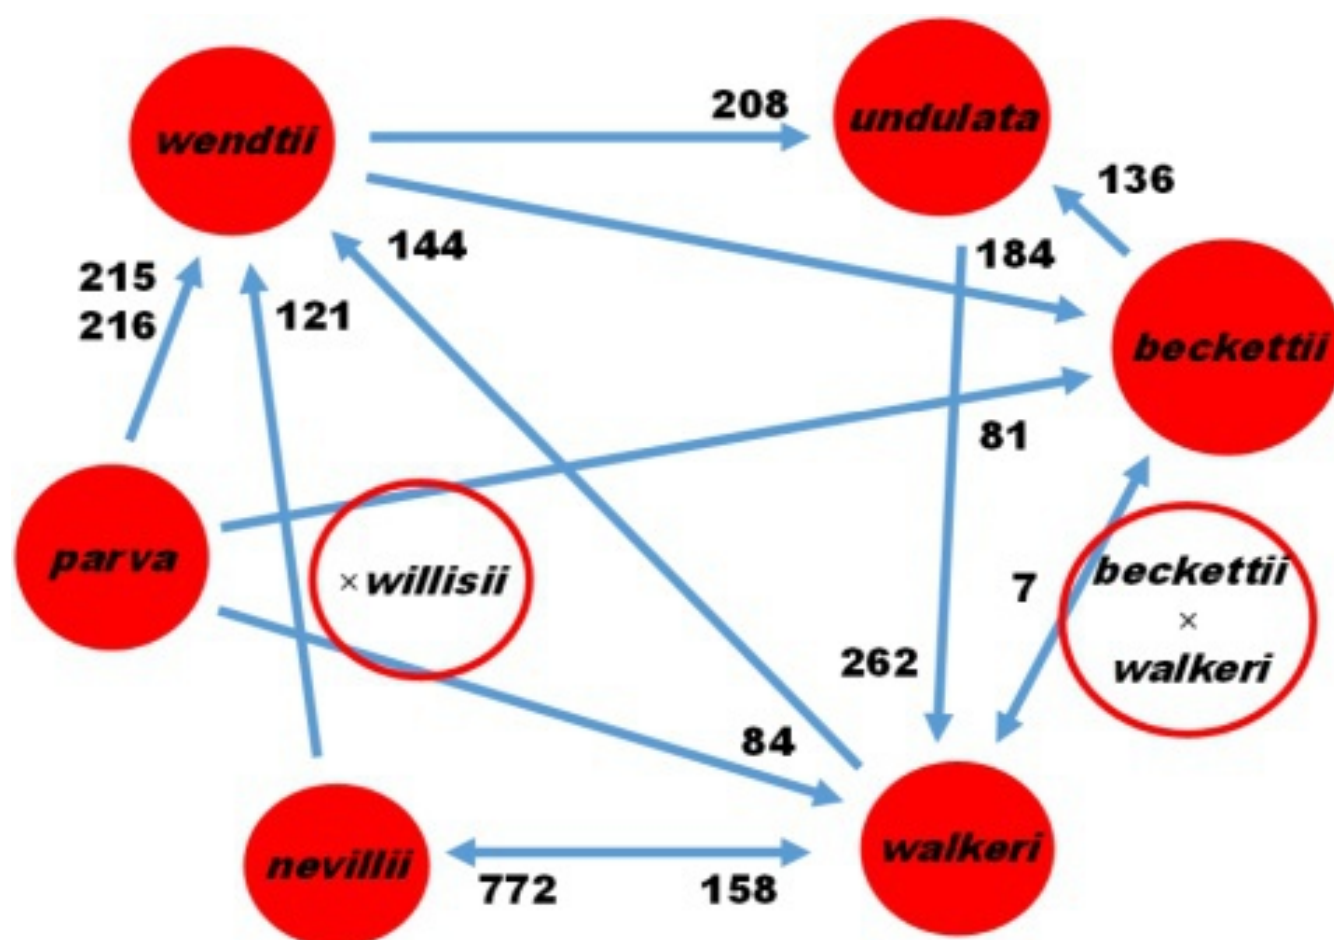 208
undulata
wendtii
136
144
184
215
216
121
beckettii
81
parva
×willisii
7
beckettii
×
walkeri
262
84
nevillii
772
158
walkeri